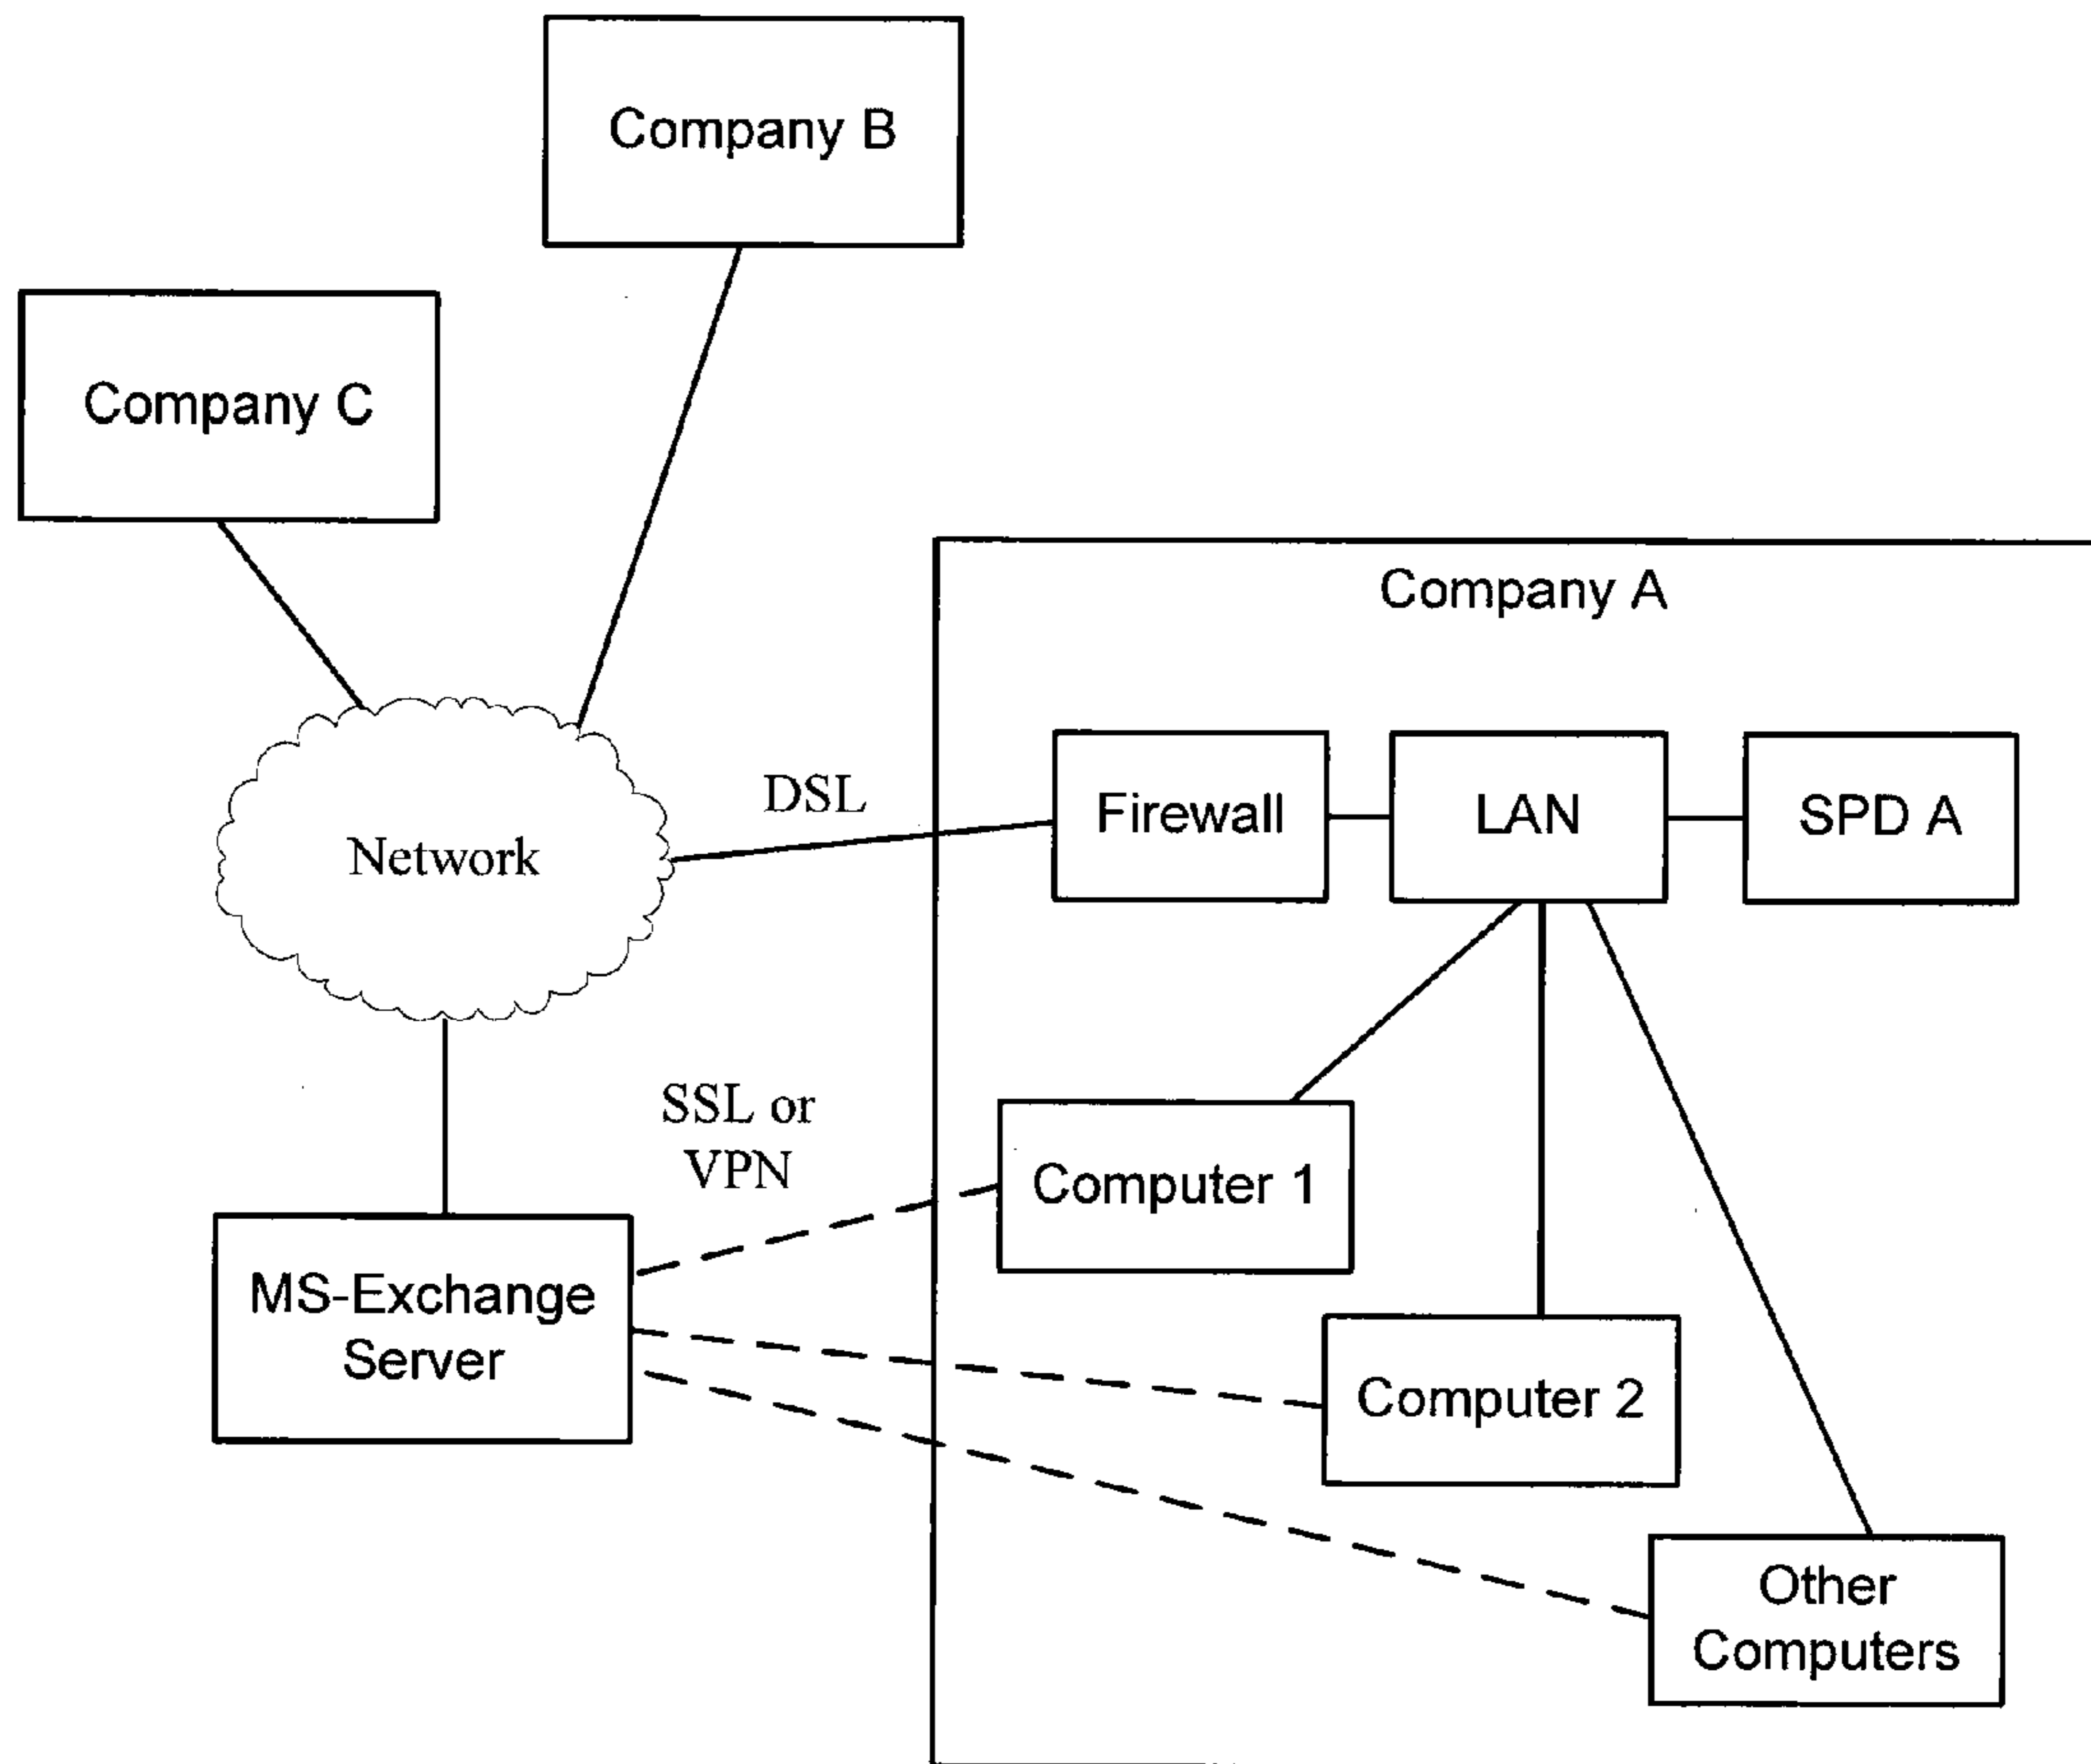 Company B
Company C
Company A
Firewall
LAN
SPD A
DSL
Network
SSL or
VPN
Computer 1
MS-Exchange
Server
Computer 2
Other
Computers